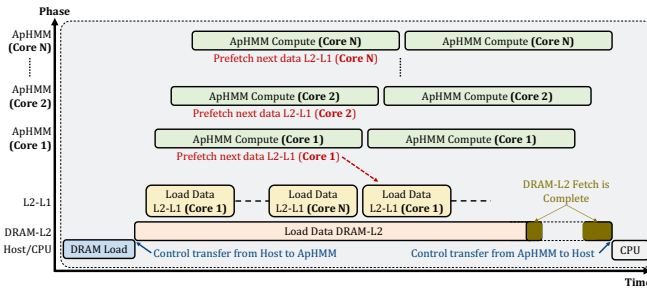 Phase
ApHMM
(Core N)
ApHMM Compute (Core N)
ApHMM Compute (Core N)
Prefetch next data L2-L1 (Core N)
ApHMM
(Core 2)
ApHMM Compute (Core 2)
ApHMM Compute (Core 2)
Prefetch next data L2-L1 (Core 2)
ApHMM
(Core 1)
ApHMM Compute (Core 1)
ApHMM Compute (Core 1)
Prefetch next data L2-L1 (Core 1)
DRAM-L2 Fetch is
Complete
L2-L1
Load Data
L2-L1 (Core 1)
Load Data
L2-L1 (Core N)
Load Data
L2-L1 (Core 1)
DRAM-L2
Load Data DRAM-L2
Host/CPU
DRAM Load
Control transfer from Host to ApHMM
Control transfer from ApHMM to Host
CPU
Time